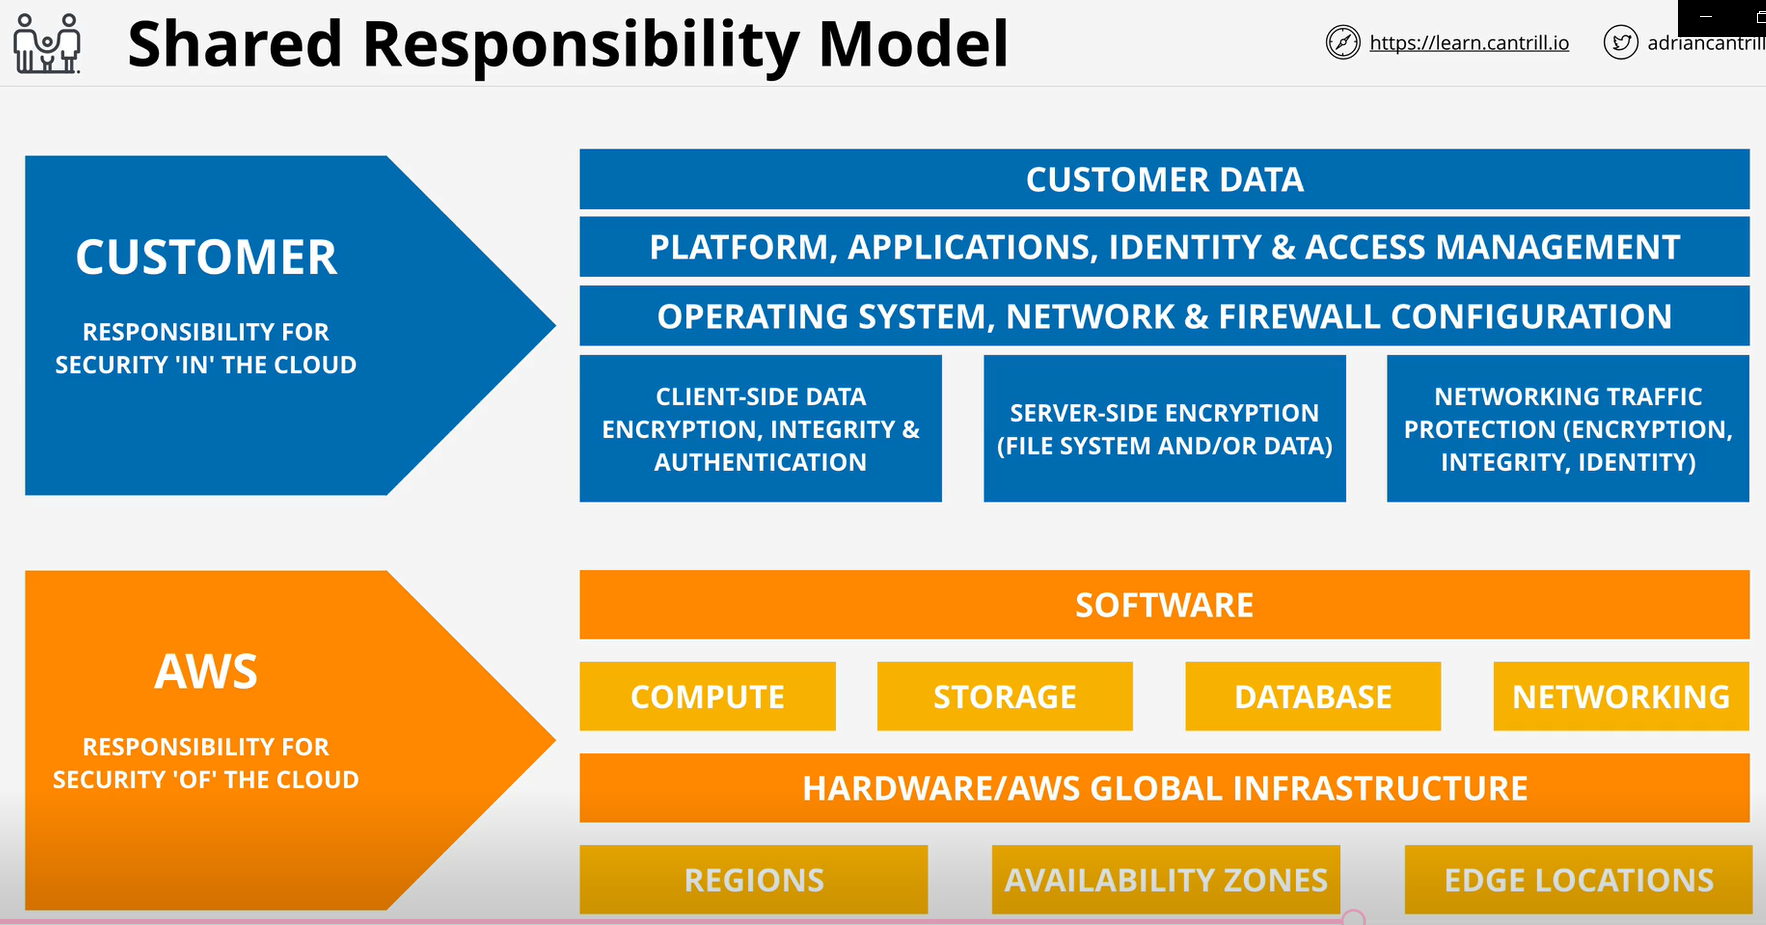 Shared Responsibility Model
https://learn.cantrill.io
adriancantrill
CUSTOMER
RESPONSIBILITY FOR
SECURITY 'IN' THE CLOUD
CUSTOMER DATA
PLATFORM, APPLICATIONS, IDENTITY & ACCESS MANAGEMENT
OPERATING SYSTEM, NETWORK & FIREWALL CONFIGURATION
CLIENT-SIDE DATA
ENCRYPTION, INTEGRITY &
AUTHENTICATION
SERVER-SIDE ENCRYPTION
(FILE SYSTEM AND/OR DATA)
NETWORKING TRAFFIC
PROTECTION (ENCRYPTION,
INTEGRITY, IDENTITY)
AWS
RESPONSIBILITY FOR
SECURITY 'OF' THE CLOUD
SOFTWARE
COMPUTE
STORAGE
DATABASE
NETWORKING
HARDWARE/AWS GLOBAL INFRASTRUCTURE
REGIONS
AVAILABILITY ZONES
EDGE LOCATIONS